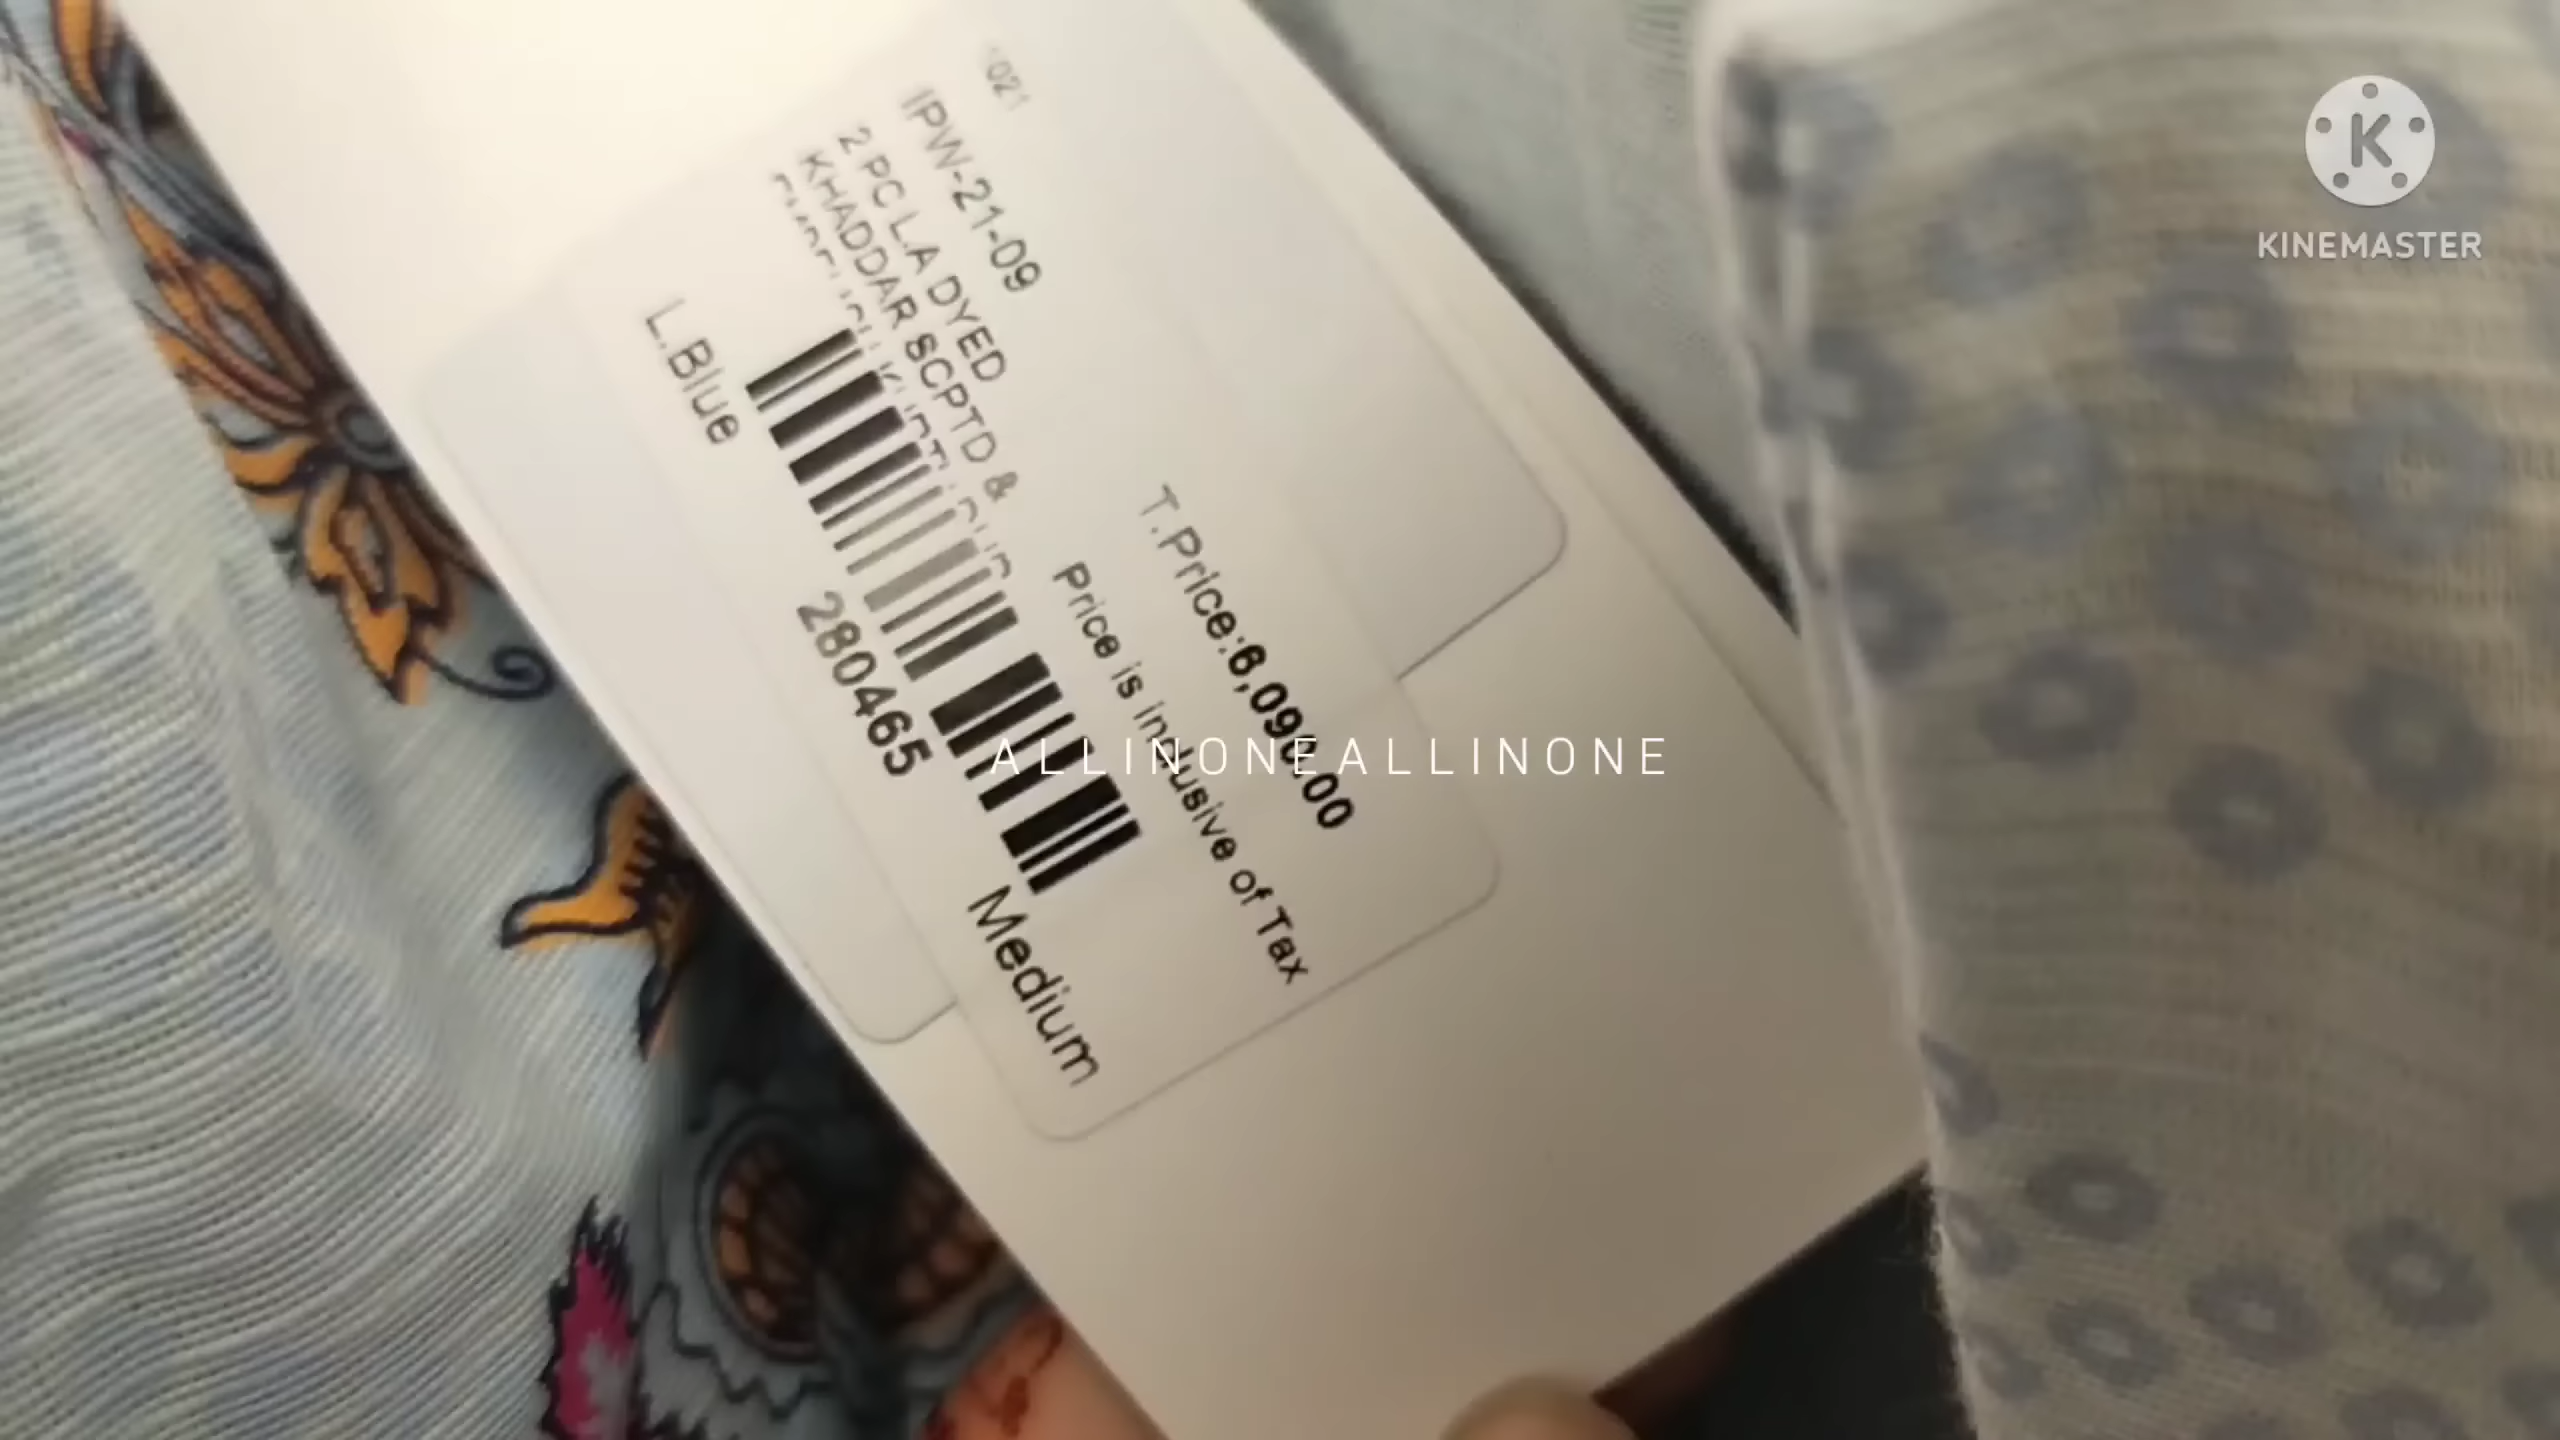 IPW-21-09
2 PC L.A DYED
KHADDAR SCPTD &
L.Blue
280465
Medium
T.Price:6,090.00
Price is inclusive of Tax
ALLINONEALLINONE
K
KINEMASTER